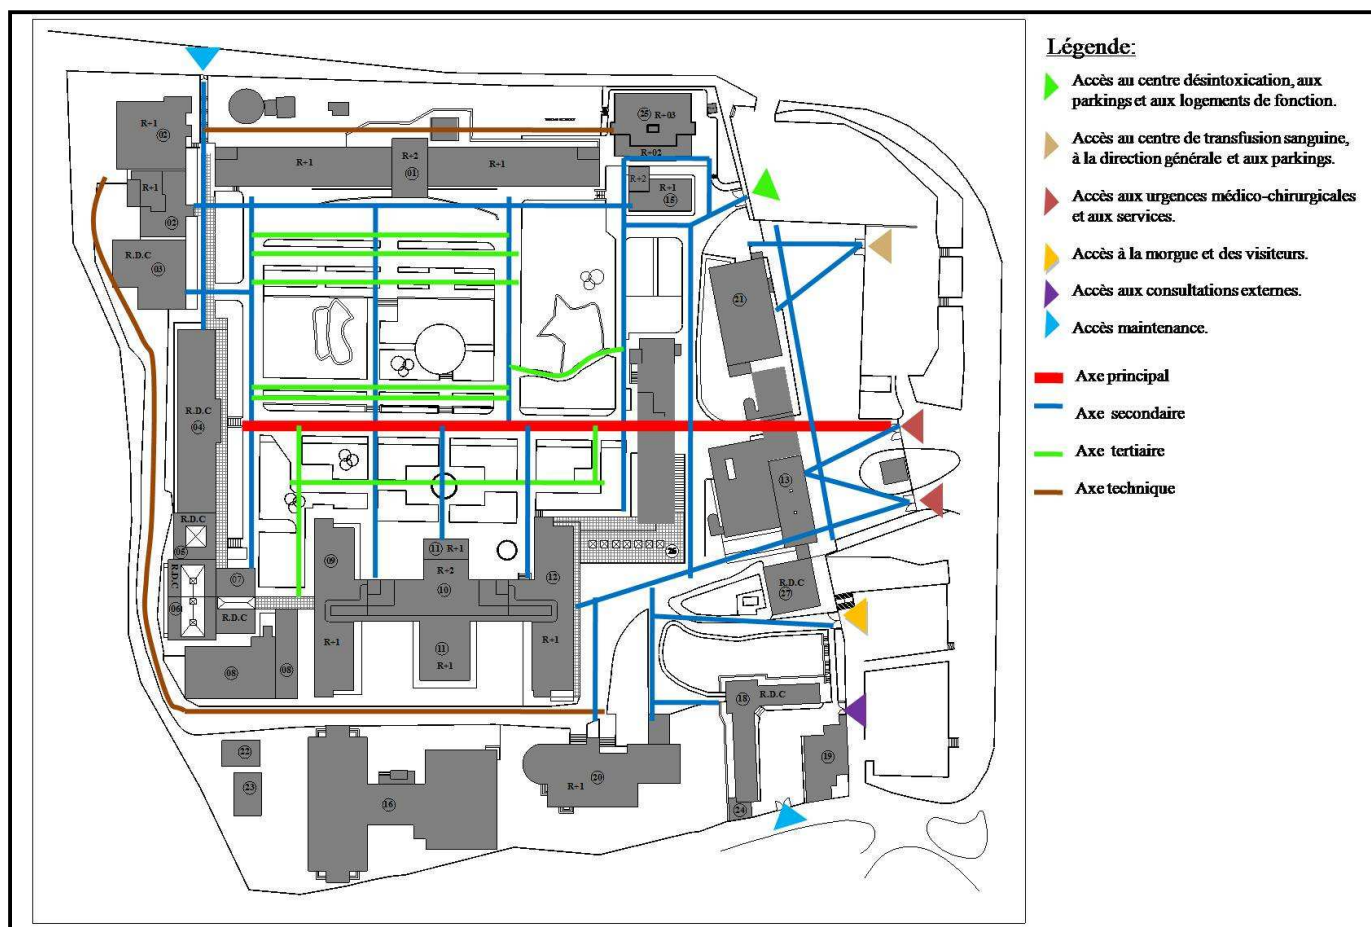 Légende:
Accès au centre désintoxication, aux
parkings et aux logements de fonction.
Accès au centre de transfusion sanguine,
à la direction générale et aux parkings.
Accès aux urgences médico-chirurgicales
et aux services.
Accès à la morgue et des visiteurs.
Accès aux consultations externes.
Accès maintenance.
Axe principal
Axe secondaire
Axe tertiaire
Axe technique
R+1
02
R+1
02
R.D.C
03
R+1
R+2
01
R+1
25
R+03
R+02
R+2
R+1
15
21
R.D.C
04
R.D.C
05
R.D.C
06
07
R.D.C
08
08
09
R+1
11
R+1
R+2
10
11
R+1
12
R+1
13
26
R.D.C
27
18
R.D.C
19
24
20
R+1
16
22
23